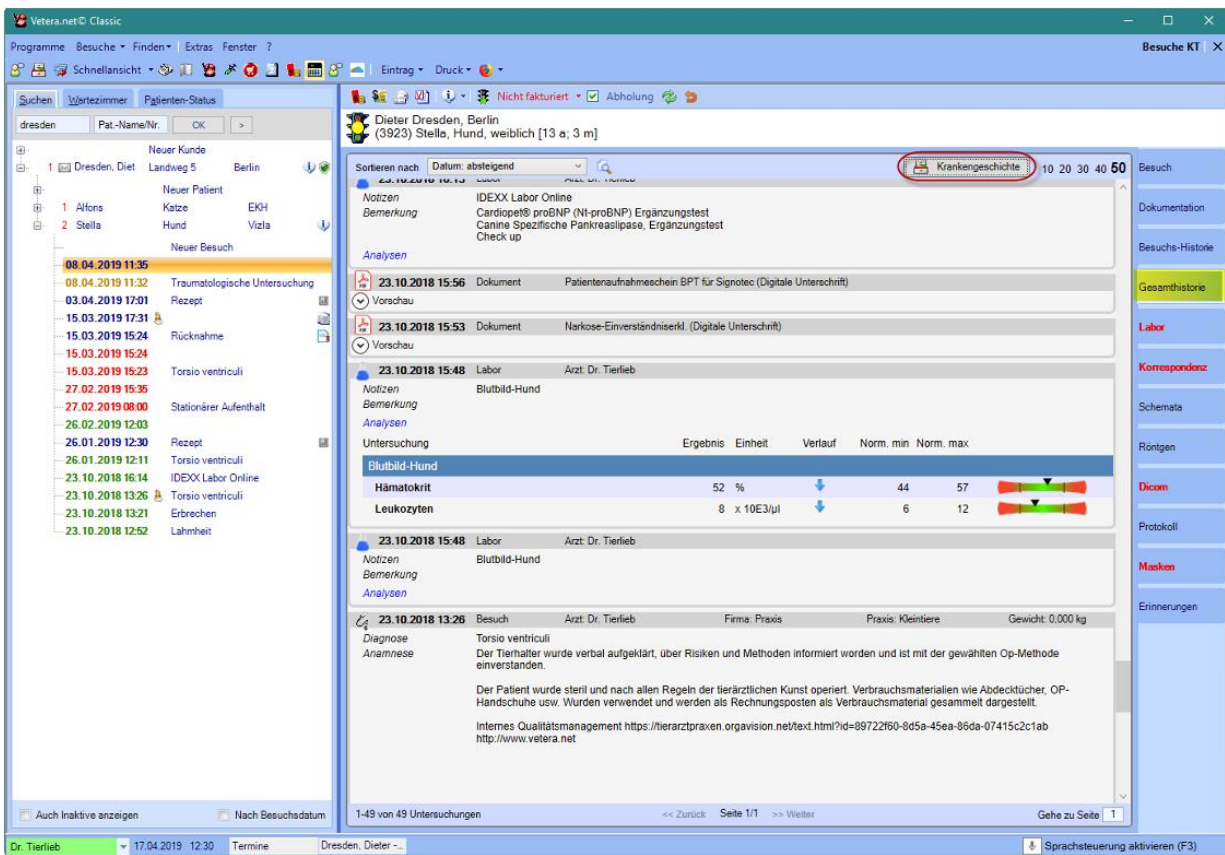 Vetera.net© Classic
Programme Besuche Finden Extras Fenster ?
Besuche KT X
Schnellansicht Eintrag Druck
Suchen Wartezimmer Patienten-Status
dresden Pat.-Name/Nr. OK >
Neuer Kunde
1 Dresden, Diet Landweg 5 Berlin
Neuer Patient
1 Alfons Katze EKH
2 Stella Hund Vizla
Neuer Besuch
08.04.2019 11:35
08.04.2019 11:32 Traumatologische Untersuchung
03.04.2019 17:01 Rezept
15.03.2019 17:31
15.03.2019 15:24 Rücknahme
15.03.2019 15:24
15.03.2019 15:23 Torsio ventriculi
27.02.2019 15:35
27.02.2019 08:00 Stationärer Aufenthalt
26.02.2019 12:03
26.01.2019 12:30 Rezept
26.01.2019 12:11 Torsio ventriculi
23.10.2018 16:14 IDEXX Labor Online
23.10.2018 13:26 Torsio ventriculi
23.10.2018 13:21 Erbrechen
23.10.2018 12:52 Lahmheit
Auch Inaktive anzeigen Nach Besuchsdatum
Nicht fakturiert Abholung
Dieter Dresden, Berlin
(3923) Stella, Hund, weiblich [13 a; 3 m]
Sortieren nach Datum: absteigend Krankengeschichte 10 20 30 40 50
Notizen IDEXX Labor Online
Bemerkung Cardiopet® proBNP (Nt-proBNP) Ergänzungstest
Canine Spezifische Pankreaslipase, Ergänzungstest
Check up
Analysen
23.10.2018 15:56 Dokument Patientenaufnahmeschein BPT für Signotec (Digitale Unterschrift)
Vorschau
23.10.2018 15:53 Dokument Narkose-Einverständniserkl. (Digitale Unterschrift)
Vorschau
23.10.2018 15:48 Labor Arzt: Dr. Tierlieb
Notizen Blutbild-Hund
Bemerkung
Analysen
Untersuchung Ergebnis Einheit Verlauf Norm. min Norm. max
Blutbild-Hund
Hämatokrit 52 % 44 57
Leukozyten 8 x 10E3/µl 6 12
23.10.2018 15:48 Labor Arzt: Dr. Tierlieb
Notizen Blutbild-Hund
Bemerkung
Analysen
23.10.2018 13:26 Besuch Arzt: Dr. Tierlieb Firma: Praxis Praxis: Kleintiere Gewicht: 0,000 kg
Diagnose Torsio ventriculi
Anamnese Der Tierhalter wurde verbal aufgeklärt, über Risiken und Methoden informiert worden und ist mit der gewählten Op-Methode
einverstanden.
Der Patient wurde steril und nach allen Regeln der tierärztlichen Kunst operiert. Verbrauchsmaterialien wie Abdecktücher, OP-
Handschuhe usw. Wurden verwendet und werden als Rechnungsposten als Verbrauchsmaterial gesammelt dargestellt.
Internes Qualitätsmanagement https://tierarztpraxen.orgavision.net/text.html?id=89722f60-8d5a-45ea-86da-07415c2c1ab
http://www.vetera.net
1-49 von 49 Untersuchungen << Zurück Seite 1/1 >> Weiter Gehe zu Seite 1
Besuch
Dokumentation
Besuchs-Historie
Gesamthistorie
Labor
Korrespondenz
Schemata
Röntgen
Dicom
Protokoll
Masken
Erinnerungen
Dr. Tierlieb 17.04.2019 12:30 Termine Dresden, Dieter -... Sprachsteuerung aktivieren (F3)